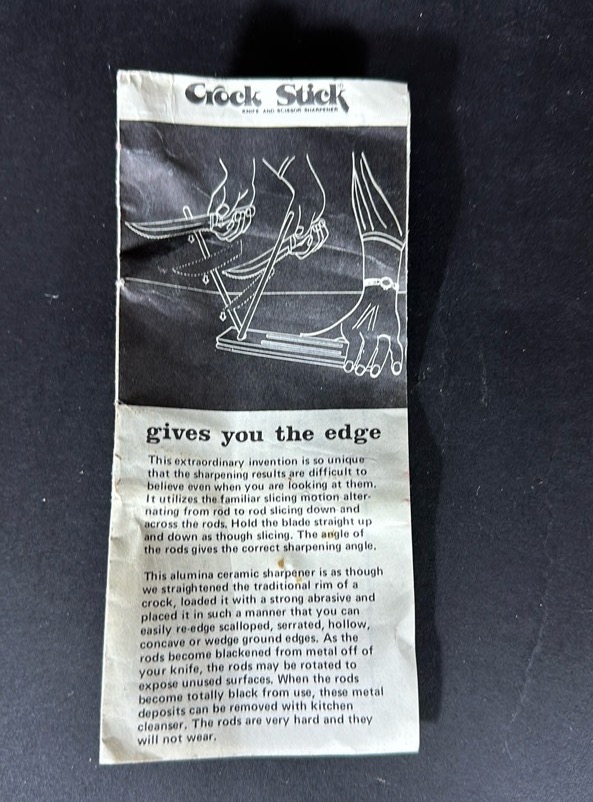 Crock Stick®
KNIFE AND SCISSOR SHARPENER
gives you the edge
This extraordinary invention is so unique
that the sharpening results are difficult to
believe even when you are looking at them.
It utilizes the familiar slicing motion alter-
nating from rod to rod slicing down and
across the rods. Hold the blade straight up
and down as though slicing. The angle of
the rods gives the correct sharpening angle.
This alumina ceramic sharpener is as though
we straightened the traditional rim of a
crock, loaded it with a strong abrasive and
placed it in such a manner that you can
easily re-edge scalloped, serrated, hollow,
concave or wedge ground edges. As the
rods become blackened from metal off of
your knife, the rods may be rotated to
expose unused surfaces. When the rods
become totally black from use, these metal
deposits can be removed with kitchen
cleanser. The rods are very hard and they
will not wear.